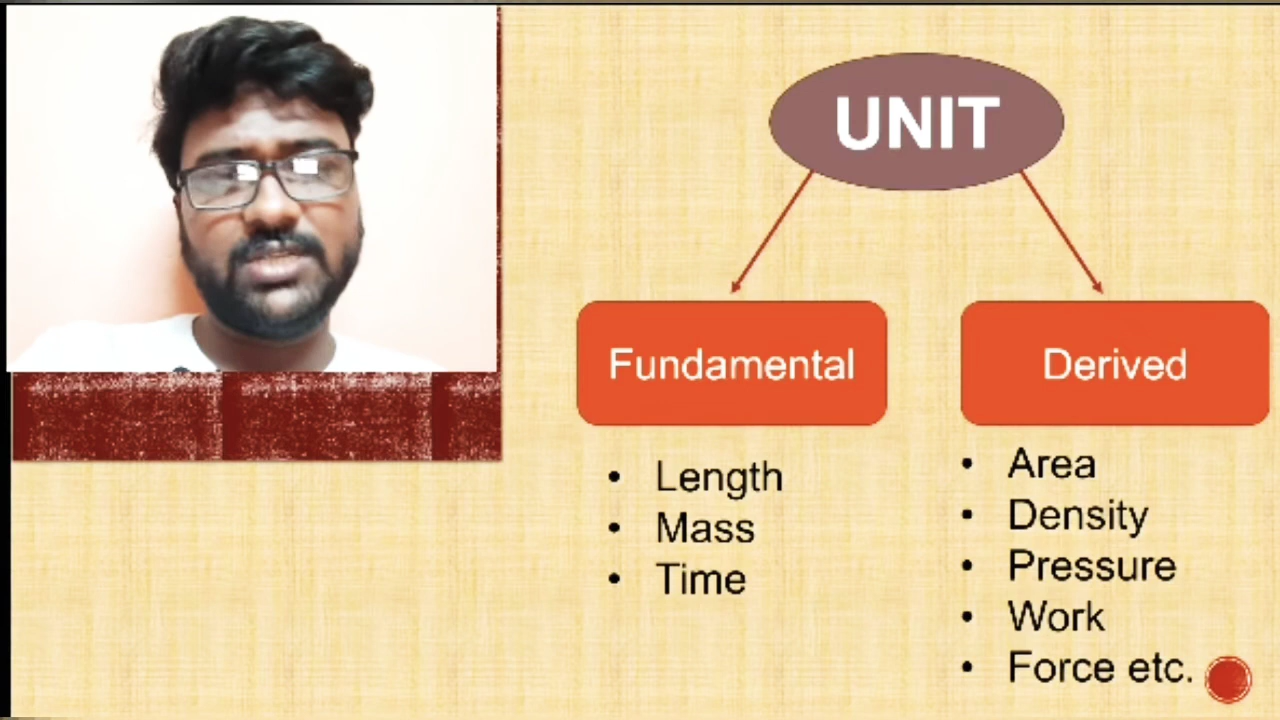 UNIT
Fundamental
• Length
• Mass
• Time
Derived
• Area
• Density
• Pressure
• Work
• Force etc.